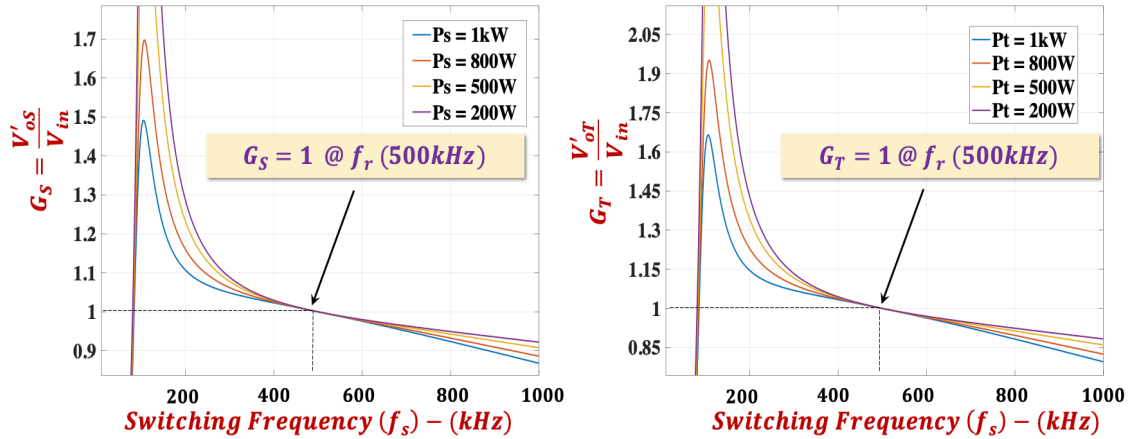 1.7
1.6
1.5
1.4
1.3
1.2
1.1
1
0.9
G_S = V'_oS / V_in
Ps = 1kW
Ps = 800W
Ps = 500W
Ps = 200W
G_S = 1 @ f_r (500kHz)
200 400 600 800 1000
Switching Frequency (f_s) − (kHz)
2.05
1.9
1.75
1.6
1.45
1.3
1.15
1
0.85
G_T = V'_oT / V_in
Pt = 1kW
Pt = 800W
Pt = 500W
Pt = 200W
G_T = 1 @ f_r (500kHz)
200 400 600 800 1000
Switching Frequency (f_s) − (kHz)